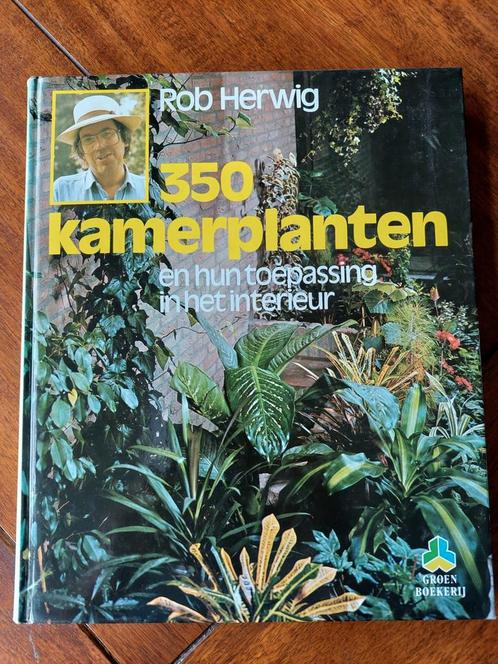 Rob Herwig
350
kamerplanten
en hun toepassing
in het interieur
GROEN
BOEKERIJ